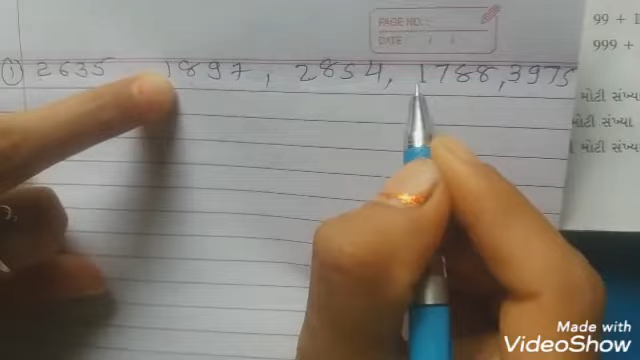 PAGE NO.:
DATE / /
① 2635 1897, 2854, 1788, 3975
99 +
999 +
મોટી સંખ્યા
મોટી સંખ્યા
મોટી સંખ્યા
Made with
VideoShow